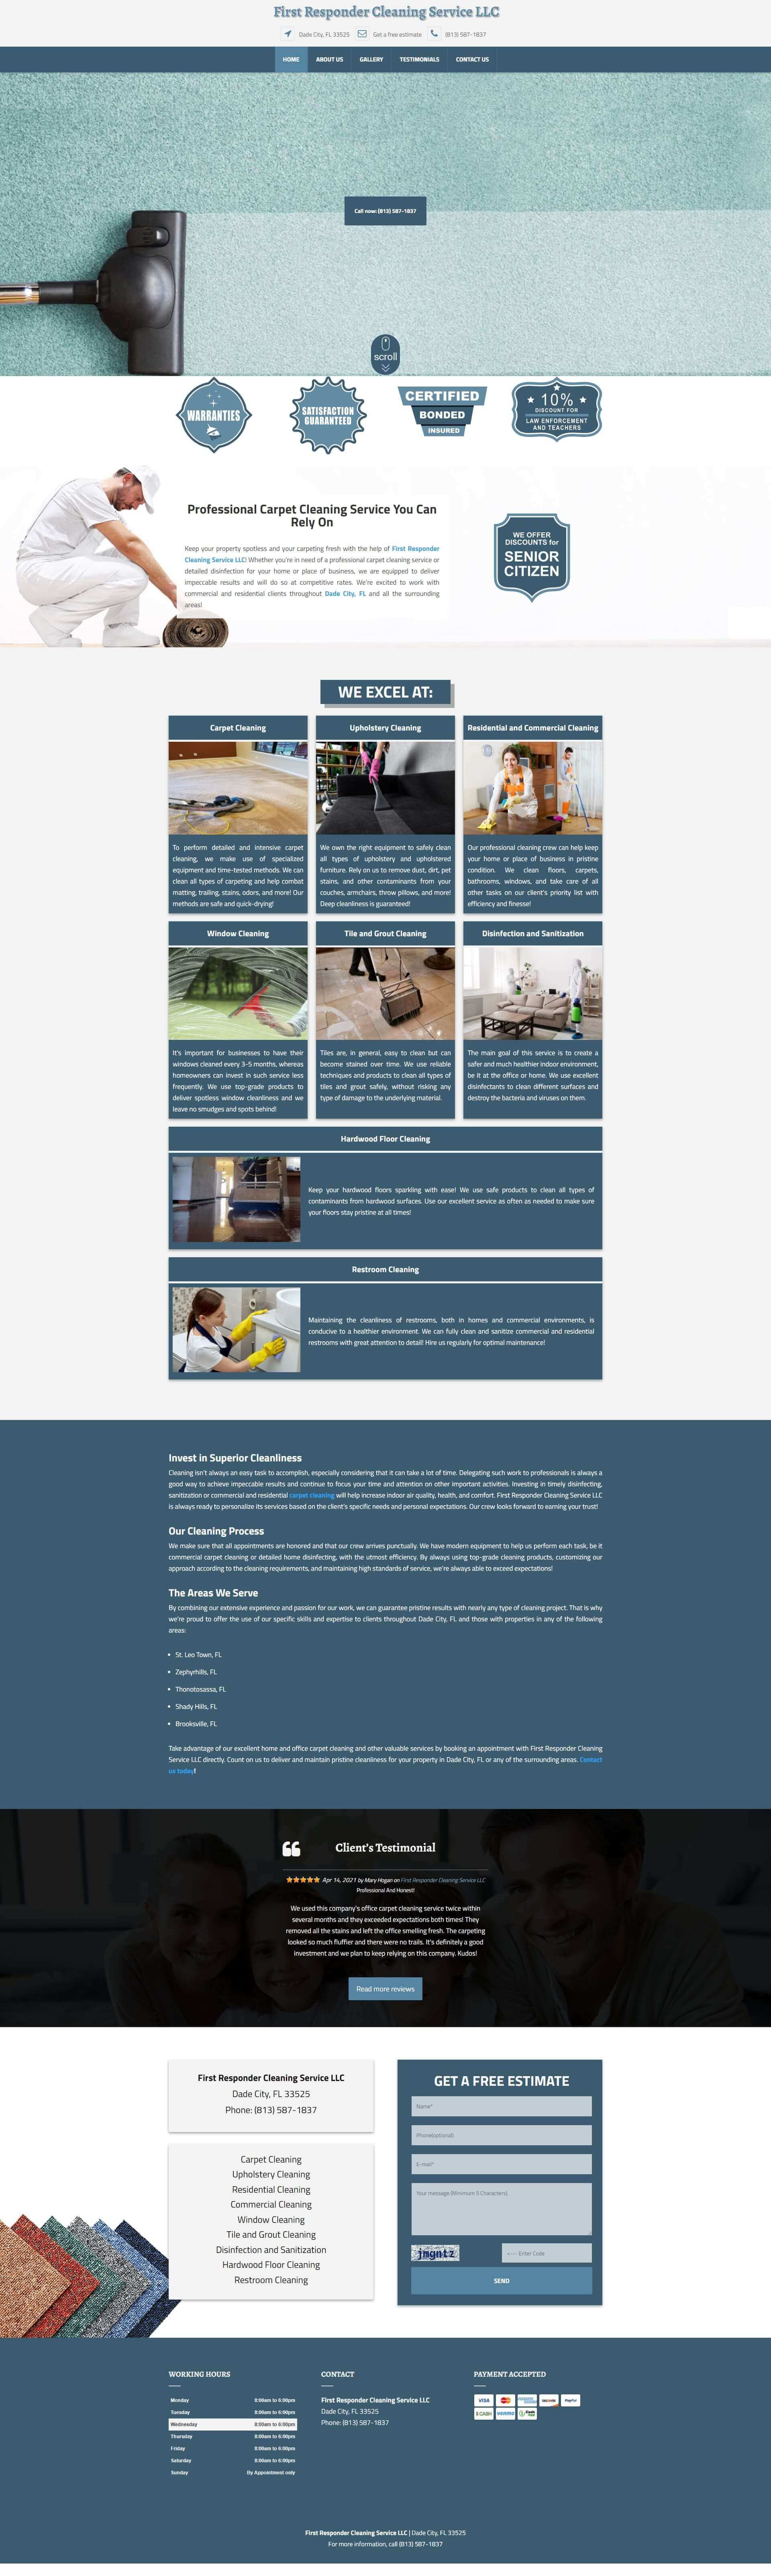 First Responder Cleaning Service LLC
Dade City, FL 33525 Get a free estimate (813) 587-1837
HOME ABOUT US GALLERY TESTIMONIALS CONTACT US
Call now: (813) 587-1837
scroll
WARRANTIES
SATISFACTION
GUARANTEED
CERTIFIED
BONDED
INSURED
10%
DISCOUNT FOR
LAW ENFORCEMENT
AND TEACHERS
Professional Carpet Cleaning Service You Can
Rely On
Keep your property spotless and your carpeting fresh with the help of First Responder
Cleaning Service LLC! Whether you're in need of a professional carpet cleaning service or
detailed disinfection for your home or place of business, we are equipped to deliver
impeccable results and will do so at competitive rates. We're excited to work with
commercial and residential clients throughout Dade City, FL and all the surrounding
areas!
WE OFFER
DISCOUNTS for
SENIOR
CITIZEN
WE EXCEL AT:
Carpet Cleaning
To perform detailed and intensive carpet
cleaning, we make use of specialized
equipment and time-tested methods. We can
clean all types of carpeting and help combat
matting, trailing, stains, odors, and more! Our
methods are safe and quick-drying!
Upholstery Cleaning
We own the right equipment to safely clean
all types of upholstery and upholstered
furniture. Rely on us to remove dust, dirt, pet
stains, and other contaminants from your
couches, armchairs, throw pillows, and more!
Deep cleanliness is guaranteed!
Residential and Commercial Cleaning
Our professional cleaning crew can help keep
your home or place of business in pristine
condition. We clean floors, carpets,
bathrooms, windows, and take care of all
other tasks on our client's priority list with
efficiency and finesse!
Window Cleaning
It's important for businesses to have their
windows cleaned every 3-5 months, whereas
homeowners can invest in such service less
frequently. We use top-grade products to
deliver spotless window cleanliness and we
leave no smudges and spots behind!
Tile and Grout Cleaning
Tiles are, in general, easy to clean but can
become stained over time. We use reliable
techniques and products to clean all types of
tiles and grout safely, without risking any
type of damage to the underlying material.
Disinfection and Sanitization
The main goal of this service is to create a
safer and much healthier indoor environment,
be it at the office or home. We use excellent
disinfectants to clean different surfaces and
destroy the bacteria and viruses on them.
Hardwood Floor Cleaning
Keep your hardwood floors sparkling with ease! We use safe products to clean all types of
contaminants from hardwood surfaces. Use our excellent service as often as needed to make sure
your floors stay pristine at all times!
Restroom Cleaning
Maintaining the cleanliness of restrooms, both in homes and commercial environments, is
conducive to a healthier environment. We can fully clean and sanitize commercial and residential
restrooms with great attention to detail! Hire us regularly for optimal maintenance!
Invest in Superior Cleanliness
Cleaning isn't always an easy task to accomplish, especially considering that it can take a lot of time. Delegating such work to professionals is always a
good way to achieve impeccable results and continue to focus your time and attention on other important activities. Investing in timely disinfecting,
sanitization or commercial and residential carpet cleaning will help increase indoor air quality, health, and comfort. First Responder Cleaning Service LLC
is always ready to personalize its services based on the client's specific needs and personal expectations. Our crew looks forward to earning your trust!
Our Cleaning Process
We make sure that all appointments are honored and that our crew arrives punctually. We have modern equipment to help us perform each task, be it
commercial carpet cleaning or detailed home disinfecting, with the utmost efficiency. By always using top-grade cleaning products, customizing our
approach according to the cleaning requirements, and maintaining high standards of service, we're always able to exceed expectations!
The Areas We Serve
By combining our extensive experience and passion for our work, we can guarantee pristine results with nearly any type of cleaning project. That is why
we're proud to offer the use of our specific skills and expertise to clients throughout Dade City, FL and those with properties in any of the following
areas:
• St. Leo Town, FL
• Zephyrhills, FL
• Thonotosassa, FL
• Shady Hills, FL
• Brooksville, FL
Take advantage of our excellent home and office carpet cleaning and other valuable services by booking an appointment with First Responder Cleaning
Service LLC directly. Count on us to deliver and maintain pristine cleanliness for your property in Dade City, FL or any of the surrounding areas. Contact
us today!
Client's Testimonial
Apr 14, 2021 by Mary Hogan on First Responder Cleaning Service LLC
Professional And Honest!
We used this company's office carpet cleaning service twice within
several months and they exceeded expectations both times! They
removed all the stains and left the office smelling fresh. The carpeting
looked so much fluffier and there were no trails. It's definitely a good
investment and we plan to keep relying on this company. Kudos!
Read more reviews
First Responder Cleaning Service LLC
Dade City, FL 33525
Phone: (813) 587-1837
Carpet Cleaning
Upholstery Cleaning
Residential Cleaning
Commercial Cleaning
Window Cleaning
Tile and Grout Cleaning
Disinfection and Sanitization
Hardwood Floor Cleaning
Restroom Cleaning
GET A FREE ESTIMATE
Name*
Phone(optional)
E-mail*
Your message (Minimum 5 Characters).
jmgntz <--- Enter Code
SEND
WORKING HOURS
Monday 8:00am to 6:00pm
Tuesday 8:00am to 6:00pm
Wednesday 8:00am to 6:00pm
Thursday 8:00am to 6:00pm
Friday 8:00am to 6:00pm
Saturday 8:00am to 6:00pm
Sunday By Appointment only
CONTACT
First Responder Cleaning Service LLC
Dade City, FL 33525
Phone: (813) 587-1837
PAYMENT ACCEPTED
VISA DISCOVER PayPal
$ CASH venmo
First Responder Cleaning Service LLC | Dade City, FL 33525
For more information, call (813) 587-1837